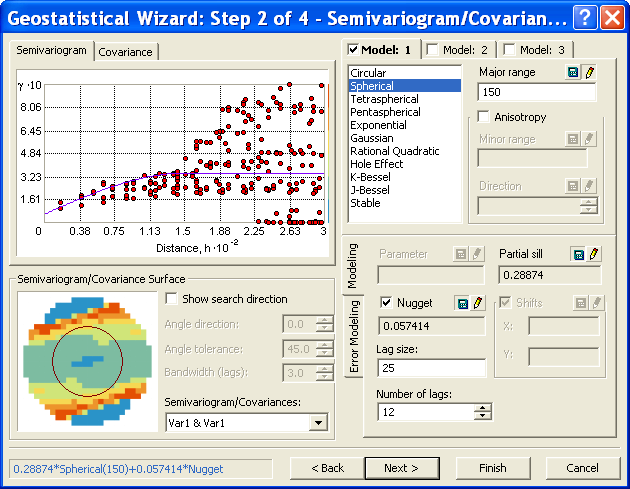 Geostatistical Wizard: Step 2 of 4 - Semivariogram/Covarian...
Semivariogram
Covariance
γ·10
8.06
6.45
4.84
3.23
1.61
0 0.38 0.75 1.13 1.5 1.88 2.25 2.63 3
Distance, h·10⁻²
Semivariogram/Covariance Surface
Show search direction
Angle direction: 0.0
Angle tolerance: 45.0
Bandwidth (lags): 3.0
Semivariogram/Covariances:
Var1 & Var1
Model: 1
Model: 2
Model: 3
Circular
Spherical
Tetraspherical
Pentaspherical
Exponential
Gaussian
Rational Quadratic
Hole Effect
K-Bessel
J-Bessel
Stable
Major range
150
Anisotropy
Minor range
Direction
Modeling
Error Modeling
Parameter
Partial sill
0.28874
Nugget
0.057414
Shifts
X:
Y:
Lag size:
25
Number of lags:
12
0.28874*Spherical(150)+0.057414*Nugget
< Back
Next >
Finish
Cancel